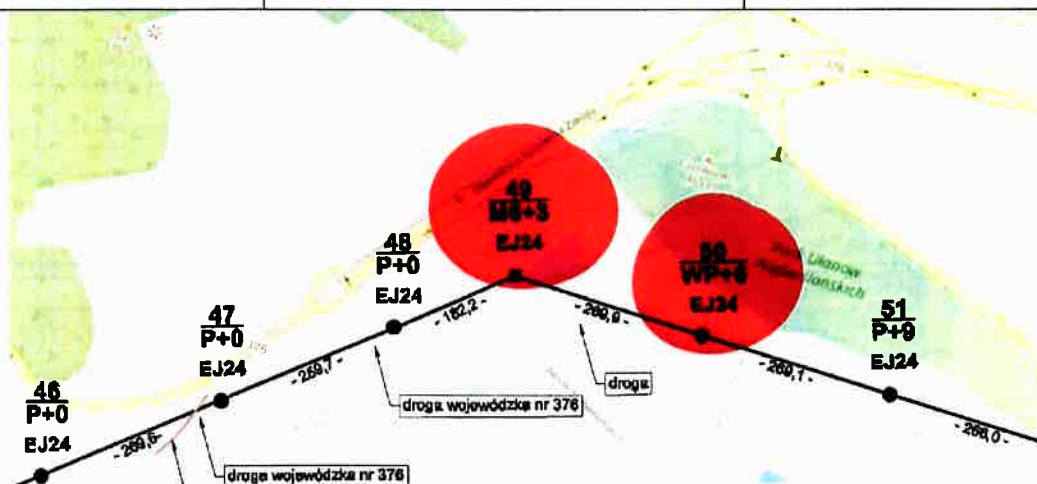 46
P+0
EJ24
- 269,6-
47
P+0
EJ24
- 259,7 -
48
P+0
EJ24
- 182,2 -
49
M6+3
EJ24
- 269,9 -
50
WP+6
EJ24
- 269,1 -
51
P+9
EJ24
- 266,0 -
droga wojewódzka nr 376
droga
droga wojewódzka nr 376
376
Ułanów